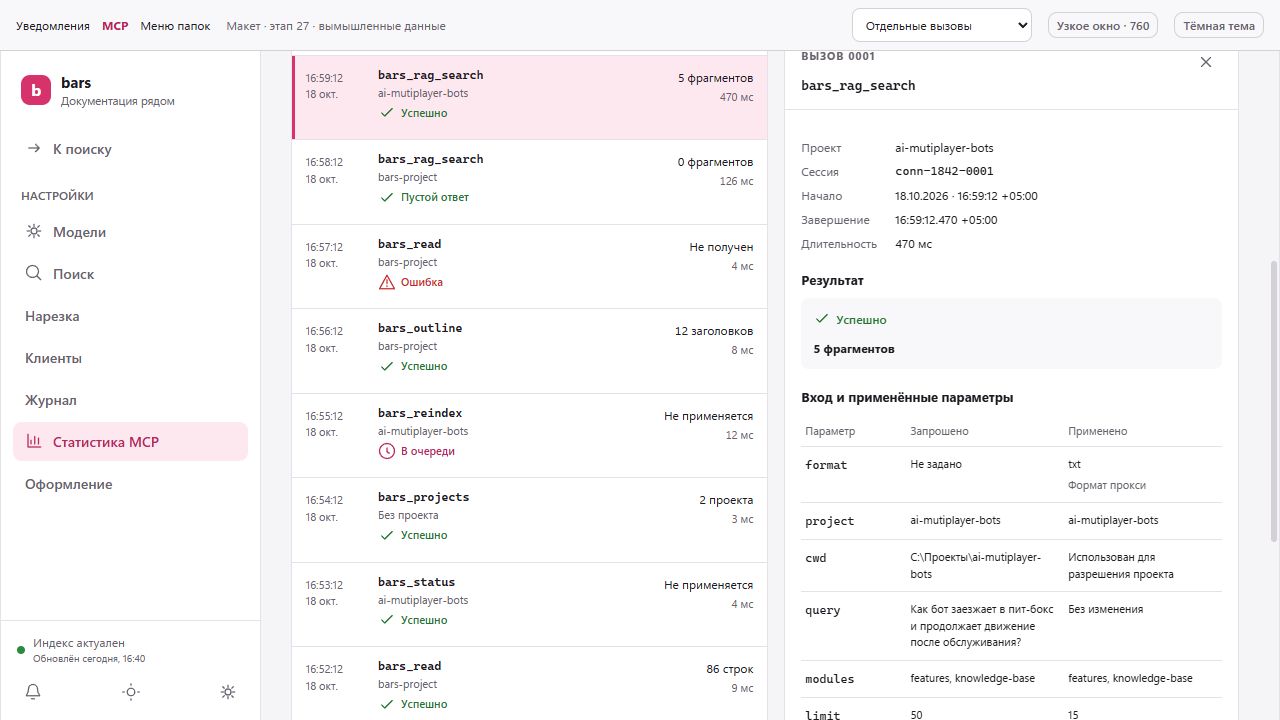 Уведомления MCP Меню папок Макет · этап 27 · вымышленные данные Отдельные вызовы Узкое окно · 760 Тёмная тема
b
bars
Документация рядом
К поиску
НАСТРОЙКИ
Модели
Поиск
Нарезка
Клиенты
Журнал
Статистика MCP
Оформление
Индекс актуален
Обновлён сегодня, 16:40
16:59:12 bars_rag_search 5 фрагментов
18 окт. ai-mutiplayer-bots 470 мс
Успешно
16:58:12 bars_rag_search 0 фрагментов
18 окт. bars-project 126 мс
Пустой ответ
16:57:12 bars_read Не получен
18 окт. bars-project 4 мс
Ошибка
16:56:12 bars_outline 12 заголовков
18 окт. bars-project 8 мс
Успешно
16:55:12 bars_reindex Не применяется
18 окт. ai-mutiplayer-bots 12 мс
В очереди
16:54:12 bars_projects 2 проекта
18 окт. Без проекта 3 мс
Успешно
16:53:12 bars_status Не применяется
18 окт. ai-mutiplayer-bots 4 мс
Успешно
16:52:12 bars_read 86 строк
18 окт. bars-project 9 мс
Успешно
ВЫЗОВ 0001
bars_rag_search
Проект ai-mutiplayer-bots
Сессия conn-1842-0001
Начало 18.10.2026 · 16:59:12 +05:00
Завершение 16:59:12.470 +05:00
Длительность 470 мс
Результат
Успешно
5 фрагментов
Вход и применённые параметры
Параметр Запрошено Применено
format Не задано txt
Формат прокси
project ai-mutiplayer-bots ai-mutiplayer-bots
cwd C:\Проекты\ai-mutiplayer- Использован для
bots разрешения проекта
query Как бот заезжает в пит-бокс Без изменения
и продолжает движение
после обслуживания?
modules features, knowledge-base features, knowledge-base
limit 50 15